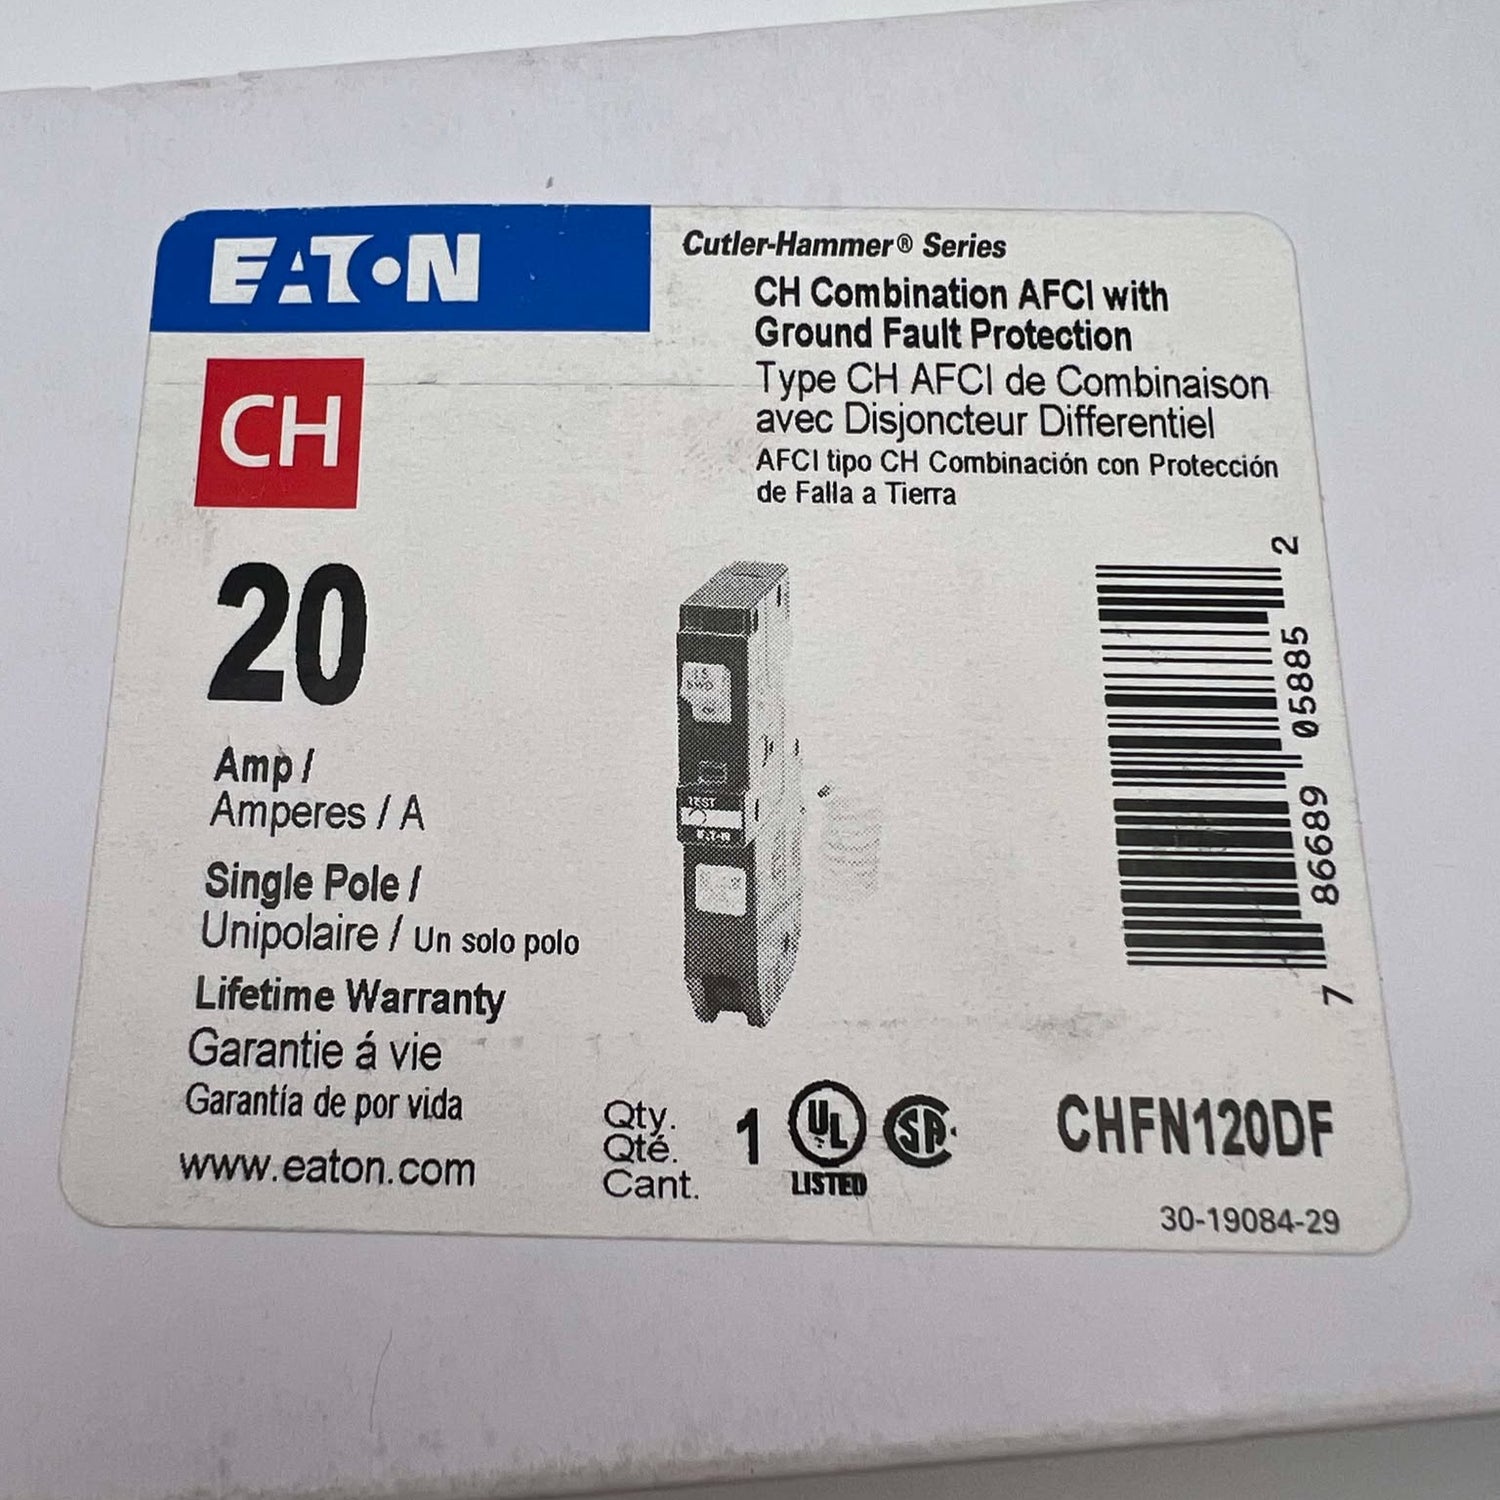 EATON
Cutler-Hammer® Series
CH Combination AFCI with
Ground Fault Protection
Type CH AFCI de Combinaison
avec Disjoncteur Differentiel
AFCI tipo CH Combinación con Protección
de Falla a Tierra
CH
20
Amp /
Amperes / A
Single Pole /
Unipolaire / Un solo polo
Lifetime Warranty
Garantie á vie
Garantía de por vida
www.eaton.com
TEST
Qty.
Qté.
Cant.
1
UL
LISTED
SA
CHFN120DF
30-19084-29
7 86689 05885 2